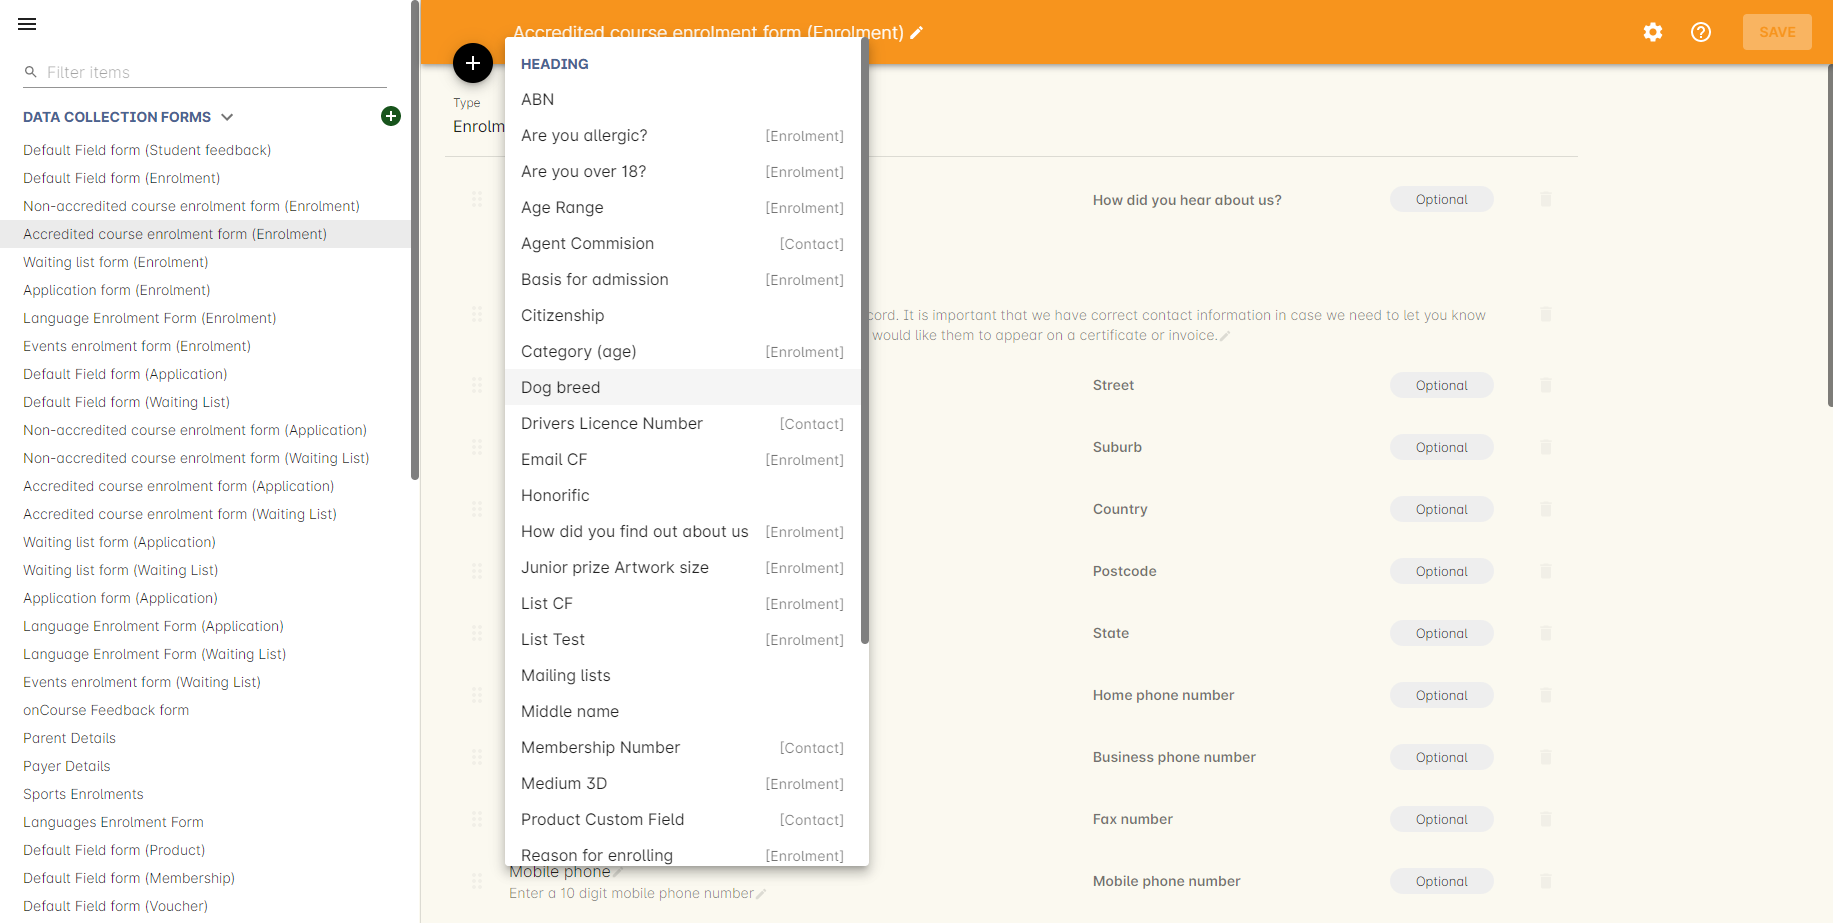 Filter items
DATA COLLECTION FORMS
Default Field form (Student feedback)
Default Field form (Enrolment)
Non-accredited course enrolment form (Enrolment)
Accredited course enrolment form (Enrolment)
Waiting list form (Enrolment)
Application form (Enrolment)
Language Enrolment Form (Enrolment)
Events enrolment form (Enrolment)
Default Field form (Application)
Default Field form (Waiting List)
Non-accredited course enrolment form (Application)
Non-accredited course enrolment form (Waiting List)
Accredited course enrolment form (Application)
Accredited course enrolment form (Waiting List)
Waiting list form (Application)
Waiting list form (Waiting List)
Application form (Application)
Language Enrolment Form (Application)
Language Enrolment Form (Waiting List)
Events enrolment form (Waiting List)
onCourse Feedback form
Parent Details
Payer Details
Sports Enrolments
Languages Enrolment Form
Default Field form (Product)
Default Field form (Membership)
Default Field form (Voucher)
Accredited course enrolment form (Enrolment)
SAVE
Type
Enrolm
HEADING
ABN
Are you allergic? [Enrolment]
Are you over 18? [Enrolment]
Age Range [Enrolment]
Agent Commision [Contact]
Basis for admission [Enrolment]
Citizenship
Category (age) [Enrolment]
Dog breed
Drivers Licence Number [Contact]
Email CF [Enrolment]
Honorific
How did you find out about us [Enrolment]
Junior prize Artwork size [Enrolment]
List CF [Enrolment]
List Test [Enrolment]
Mailing lists
Middle name
Membership Number [Contact]
Medium 3D [Enrolment]
Product Custom Field [Contact]
Reason for enrolling [Enrolment]
How did you hear about us? Optional
cord. It is important that we have correct contact information in case we need to let you know
would like them to appear on a certificate or invoice.
Street Optional
Suburb Optional
Country Optional
Postcode Optional
State Optional
Home phone number Optional
Business phone number Optional
Fax number Optional
Mobile phone
Enter a 10 digit mobile phone number
Mobile phone number Optional